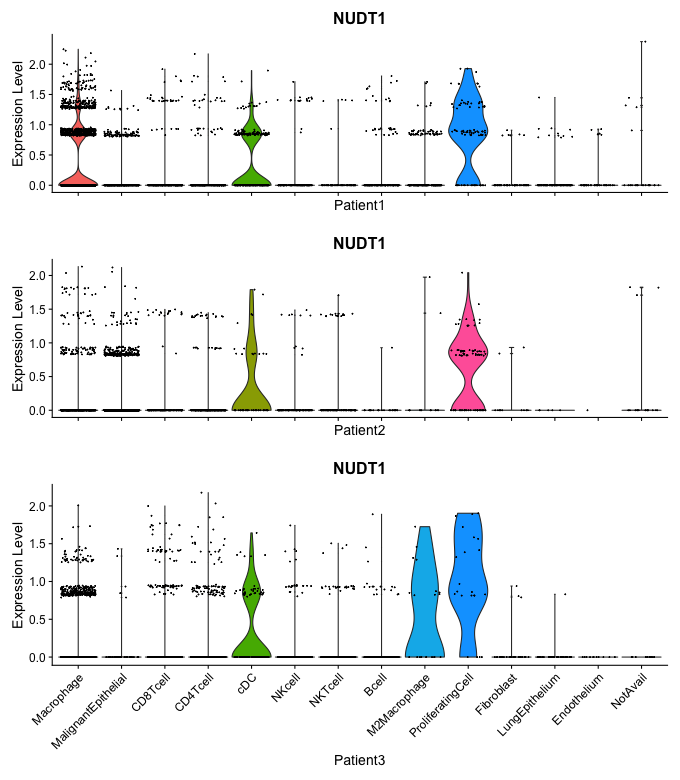 NUDT1
Expression Level
2.0
1.5
1.0
0.5
0.0
Patient1
NUDT1
Expression Level
2.0
1.5
1.0
0.5
0.0
Patient2
NUDT1
Expression Level
2.0
1.5
1.0
0.5
0.0
Macrophage
MalignantEpithelial
CD8Tcell
CD4Tcell
cDC
NKcell
NKTcell
Bcell
M2Macrophage
ProliferatingCell
Fibroblast
LungEpithelium
Endothelium
NotAvail
Patient3